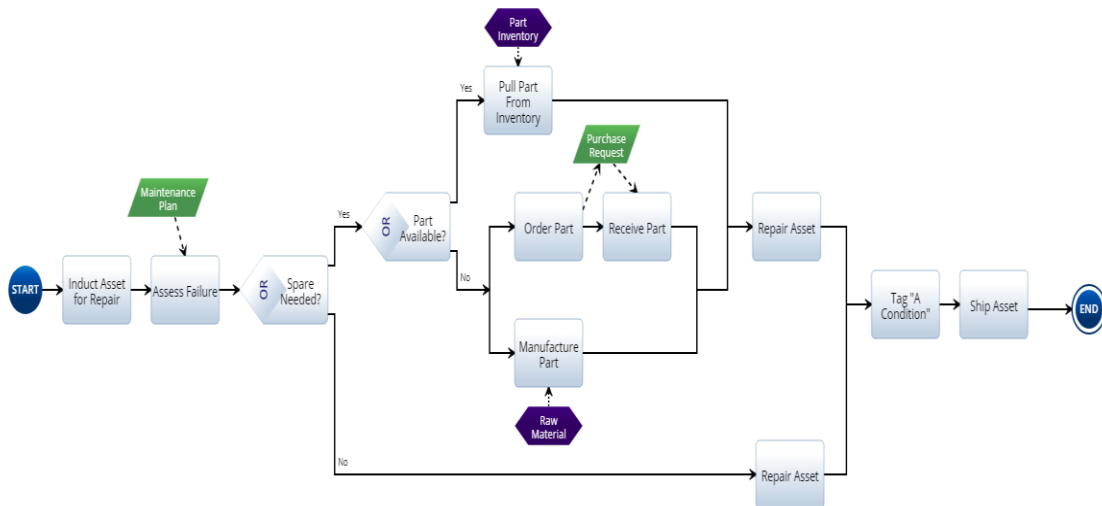 Part
Inventory
Yes
Pull Part
From
Inventory
Purchase
Request
Maintenance
Plan
Yes
OR
Part
Available?
Order Part
Receive Part
Repair Asset
No
START
Induct Asset
for Repair
Assess Failure
OR
Spare
Needed?
Tag "A
Condition"
Ship Asset
END
Manufacture
Part
Raw
Material
No
Repair Asset